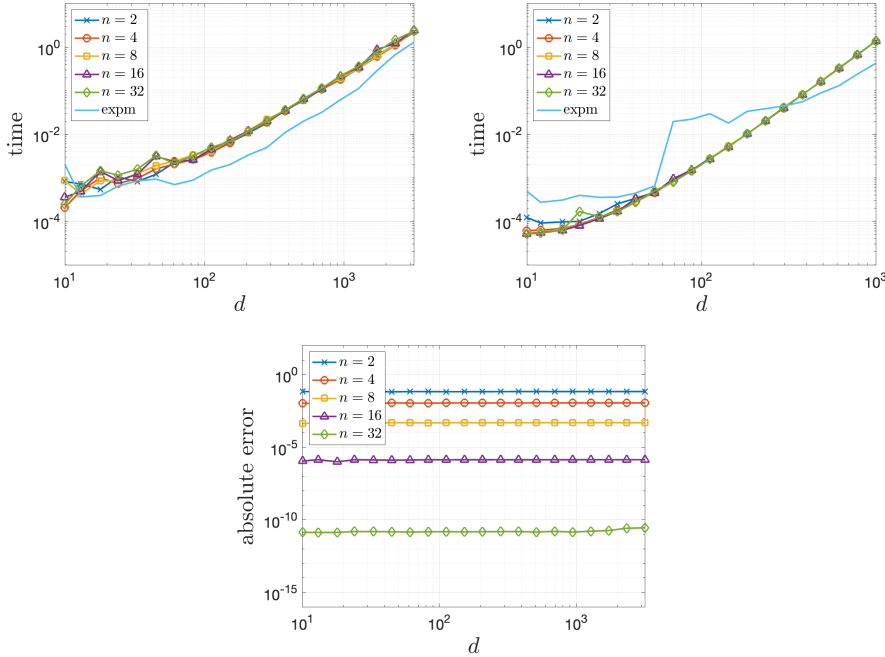 10^0
10^-2
10^-4
time
n = 2
n = 4
n = 8
n = 16
n = 32
expm
10^1
10^2
10^3
d
10^0
10^-2
10^-4
time
n = 2
n = 4
n = 8
n = 16
n = 32
expm
10^1
10^2
10^3
d
10^0
10^-5
10^-10
10^-15
absolute error
n = 2
n = 4
n = 8
n = 16
n = 32
10^1
10^2
10^3
d